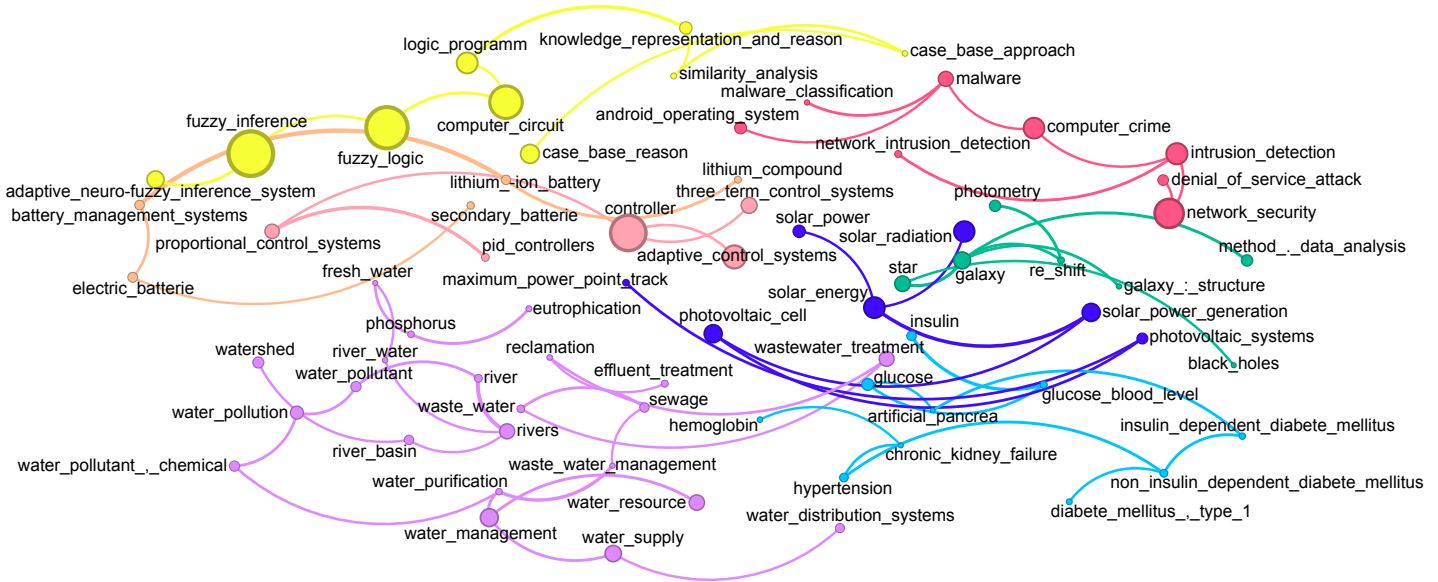 logic_programm
knowledge_representation_and_reason
case_base_approach
similarity_analysis
malware
malware_classification
android_operating_system
computer_crime
fuzzy_inference
computer_circuit
fuzzy_logic
case_base_reason
network_intrusion_detection
intrusion_detection
denial_of_service_attack
adaptive_neuro-fuzzy_inference_system
lithium_-ion_battery
lithium_compound
three_term_control_systems
photometry
battery_management_systems
secondary_batterie
controller
solar_power
network_security
proportional_control_systems
pid_controllers
adaptive_control_systems
solar_radiation
method_._data_analysis
fresh_water
maximum_power_point_track
star
galaxy
re_shift
electric_batterie
solar_energy
galaxy_:_structure
phosphorus
eutrophication
photovoltaic_cell
insulin
solar_power_generation
photovoltaic_systems
watershed
river_water
reclamation
wastewater_treatment
black_holes
water_pollutant
river
effluent_treatment
glucose
glucose_blood_level
water_pollution
waste_water
sewage
artificial_pancrea
rivers
hemoglobin
insulin_dependent_diabete_mellitus
river_basin
chronic_kidney_failure
water_pollutant_,_chemical
waste_water_management
water_purification
hypertension
non_insulin_dependent_diabete_mellitus
water_resource
diabete_mellitus_,_type_1
water_management
water_distribution_systems
water_supply